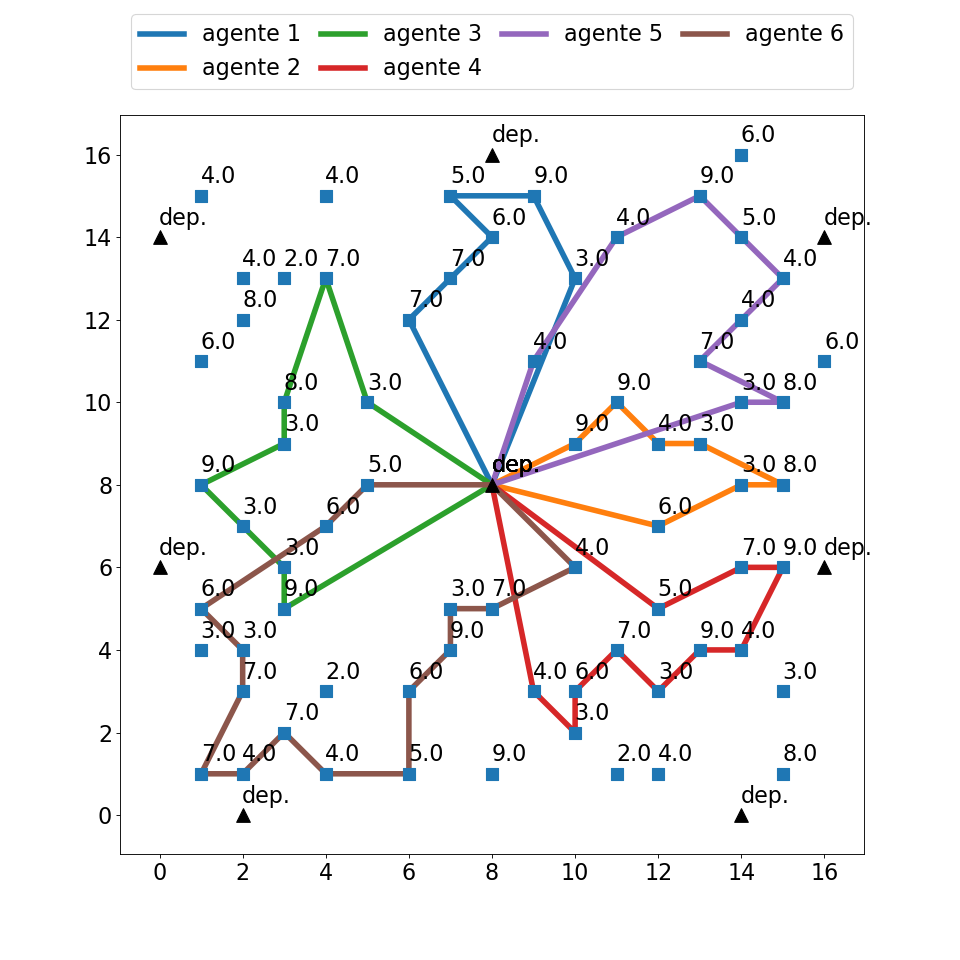 agente 1 agente 3 agente 5 agente 6
agente 2 agente 4
dep. 6.0
16
4.0 4.0 5.0 9.0 9.0
dep. 6.0 4.0 5.0 dep.
14
4.0 2.0 7.0 7.0 3.0 4.0
8.0 7.0 4.0
12
6.0 4.0 7.0 6.0
8.0 3.0 9.0 3.0 8.0
10
3.0 9.0 4.0 3.0
9.0 5.0 dep. 3.0 8.0
8
3.0 6.0 6.0
dep. 3.0 4.0 7.0 9.0 dep.
6
6.0 9.0 3.0 7.0 5.0
3.0 3.0 9.0 7.0 9.0 4.0
4
7.0 2.0 6.0 4.0 6.0 3.0 3.0
7.0 3.0
2
7.0 4.0 4.0 5.0 9.0 2.0 4.0 8.0
dep. dep.
0
0 2 4 6 8 10 12 14 16